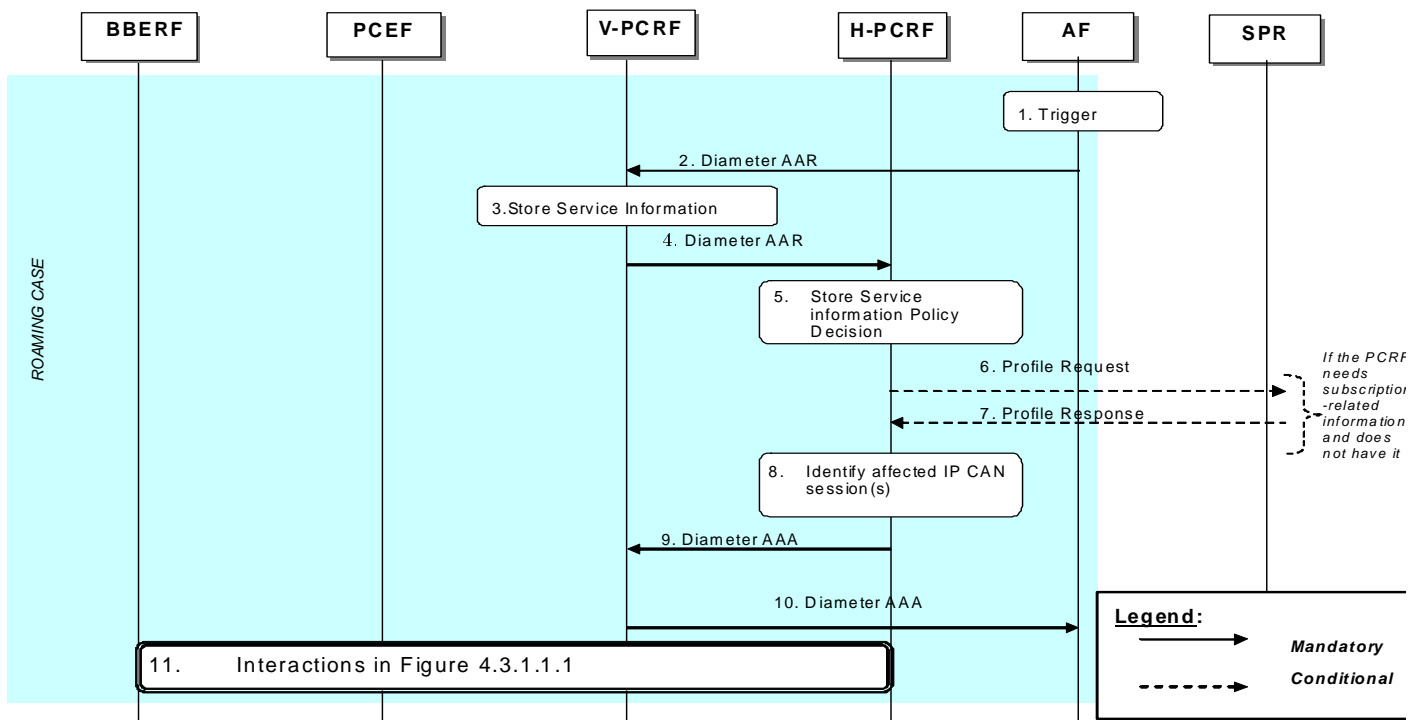 BBERF
PCEF
V-PCRF
H-PCRF
AF
SPR
1. Trigger
2. Diameter AAR
3.Store Service Information
4. Diameter AAR
ROAMING CASE
5. Store Service
information Policy
Decision
6. Profile Request
7. Profile Response
If the PCRF
needs
subscription
-related
information
and does
not have it
8. Identify affected IP CAN
session(s)
9. Diameter AAA
10. Diameter AAA
11. Interactions in Figure 4.3.1.1.1
Legend:
Mandatory
Conditional